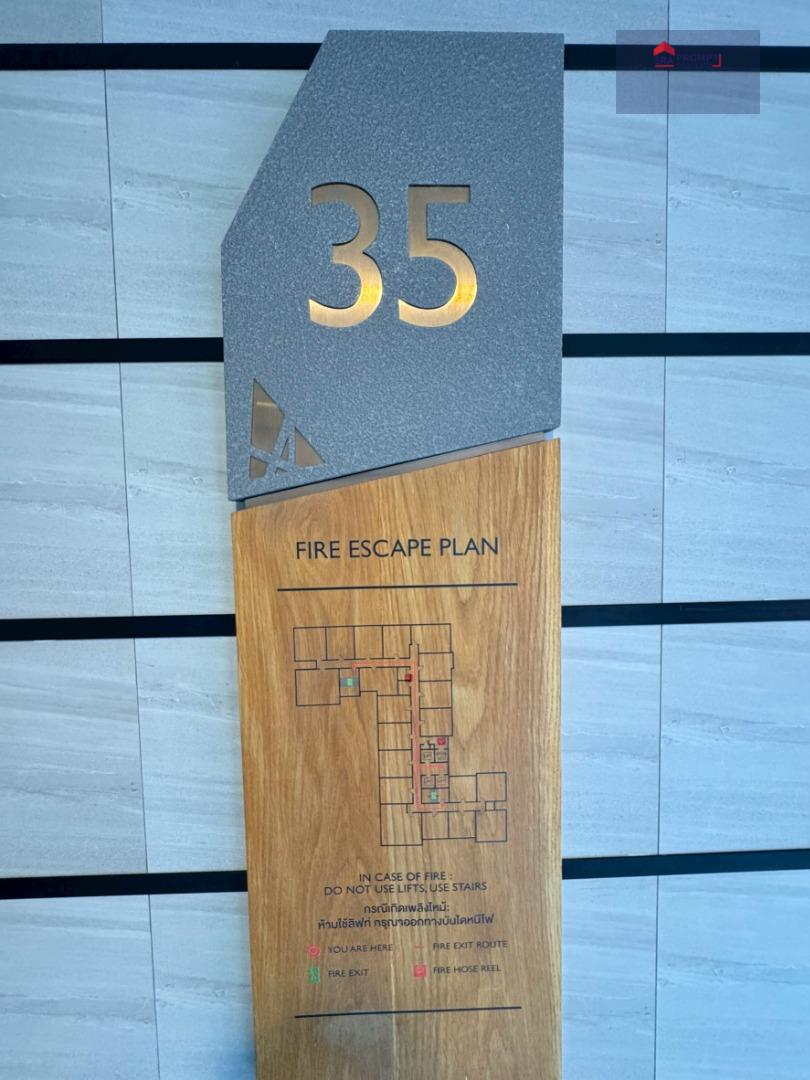 ERA PROMPT
35
FIRE ESCAPE PLAN
IN CASE OF FIRE :
DO NOT USE LIFTS, USE STAIRS
กรณีเกิดเพลิงไหม้:
ห้ามใช้ลิฟท์ กรุณาออกทางบันไดหนีไฟ
YOU ARE HERE
FIRE EXIT ROUTE
FIRE EXIT
FIRE HOSE REEL